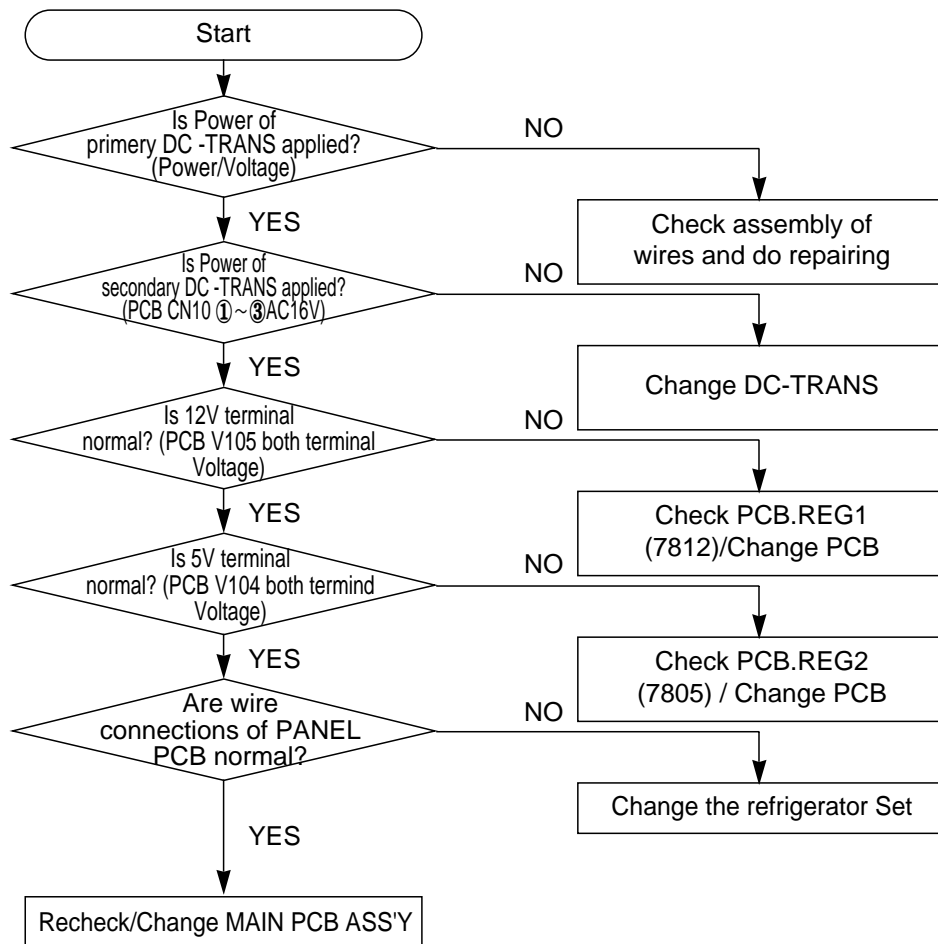 Start
Is Power of
primery DC -TRANS applied?
(Power/Voltage)
NO
Check assembly of
wires and do repairing
YES
Is Power of
secondary DC -TRANS applied?
(PCB CN10 ①~③AC16V)
NO
Change DC-TRANS
YES
Is 12V terminal
normal? (PCB V105 both terminal
Voltage)
NO
Check PCB.REG1
(7812)/Change PCB
YES
Is 5V terminal
normal? (PCB V104 both termind
Voltage)
NO
Check PCB.REG2
(7805) / Change PCB
YES
Are wire
connections of PANEL
PCB normal?
NO
Change the refrigerator Set
YES
Recheck/Change MAIN PCB ASS'Y